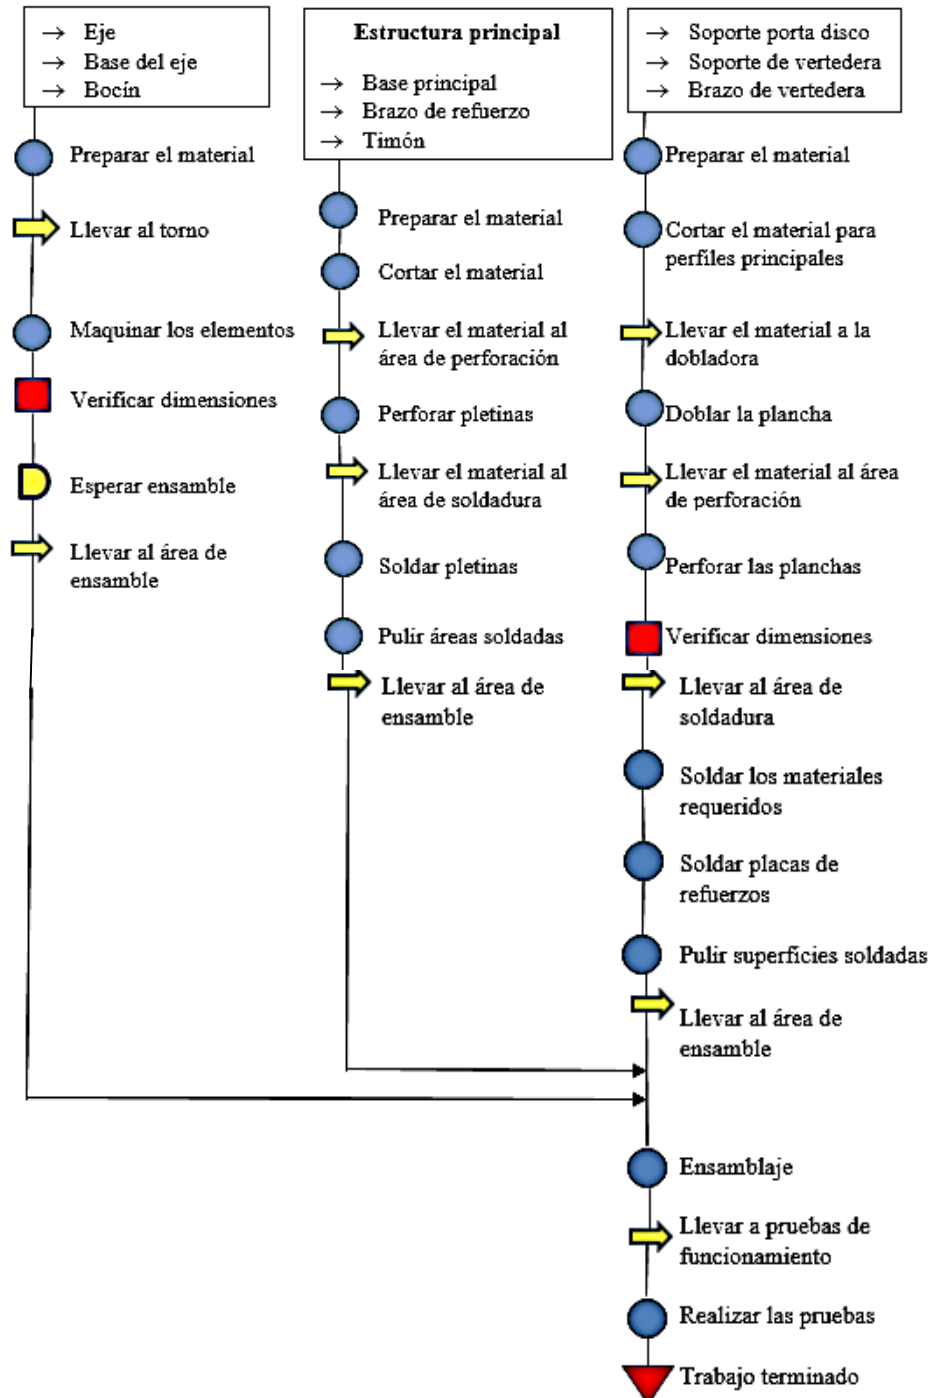 → Eje
→ Base del eje
→ Bocín
Preparar el material
Llevar al torno
Maquinar los elementos
Verificar dimensiones
Esperar ensamble
Llevar al área de
ensamble
Estructura principal
→ Base principal
→ Brazo de refuerzo
→ Timón
Preparar el material
Cortar el material
Llevar el material al
área de perforación
Perforar pletinas
Llevar el material al
área de soldadura
Soldar pletinas
Pulir áreas soldadas
Llevar al área de
ensamble
→ Soporte porta disco
→ Soporte de vertedera
→ Brazo de vertedera
Preparar el material
Cortar el material para
perfiles principales
Llevar el material a la
dobladora
Doblar la plancha
Llevar el material al área
de perforación
Perforar las planchas
Verificar dimensiones
Llevar al área de
soldadura
Soldar los materiales
requeridos
Soldar placas de
refuerzos
Pulir superficies soldadas
Llevar al área de
ensamble
Ensamblaje
Llevar a pruebas de
funcionamiento
Realizar las pruebas
Trabajo terminado